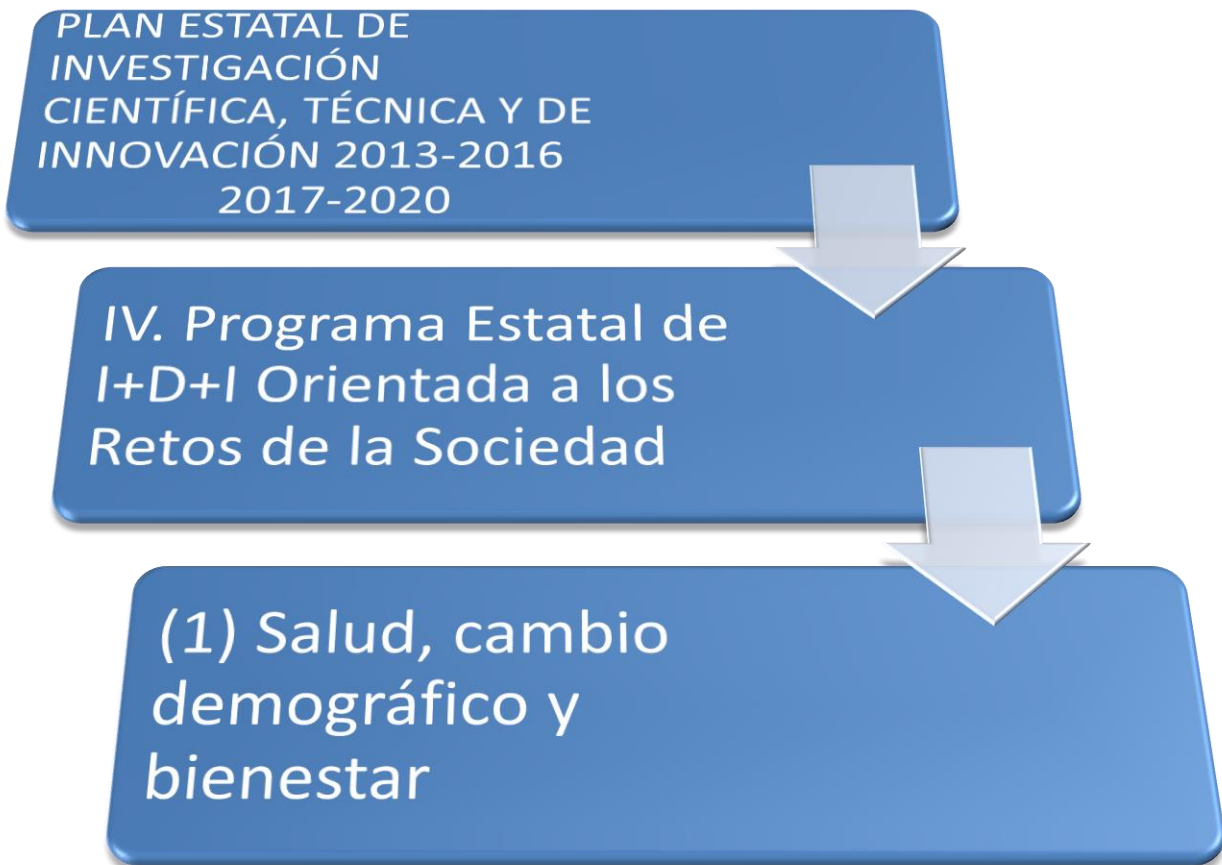 PLAN ESTATAL DE
INVESTIGACIÓN
CIENTÍFICA, TÉCNICA Y DE
INNOVACIÓN 2013-2016
2017-2020
IV. Programa Estatal de
I+D+I Orientada a los
Retos de la Sociedad
(1) Salud, cambio
demográfico y
bienestar